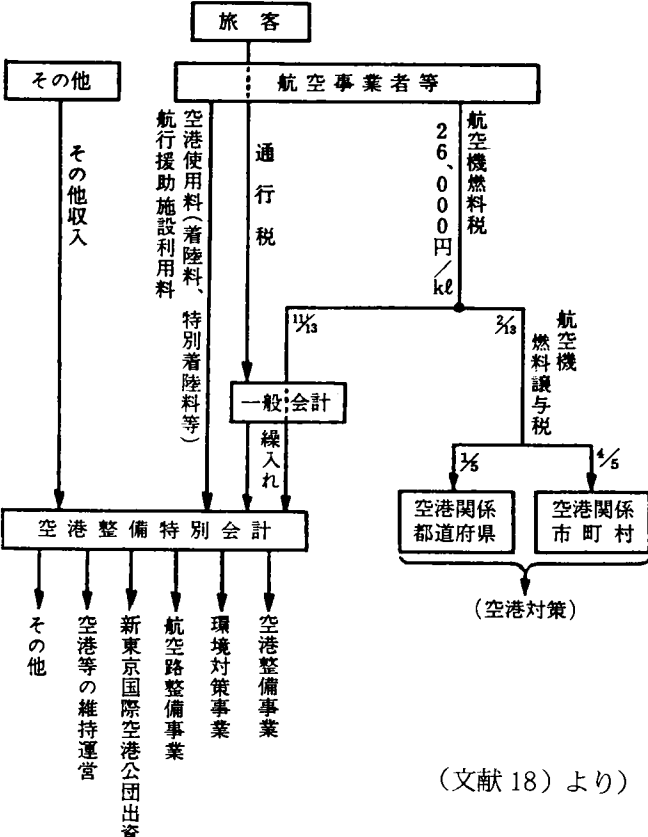 旅客
その他
航空事業者等
その他収入
空港使用料(着陸料、特別着陸料等)
航行援助施設利用料
通行税
航空機燃料税
26、000円/kℓ
11/13
2/13
航空機
燃料譲与税
一般会計
繰入れ
1/5
4/5
空港関係
都道府県
空港関係
市町村
(空港対策)
空港整備特別会計
その他
空港等の維持運営
新東京国際空港公団出資
航空路整備事業
環境対策事業
空港整備事業
(文献18)より)